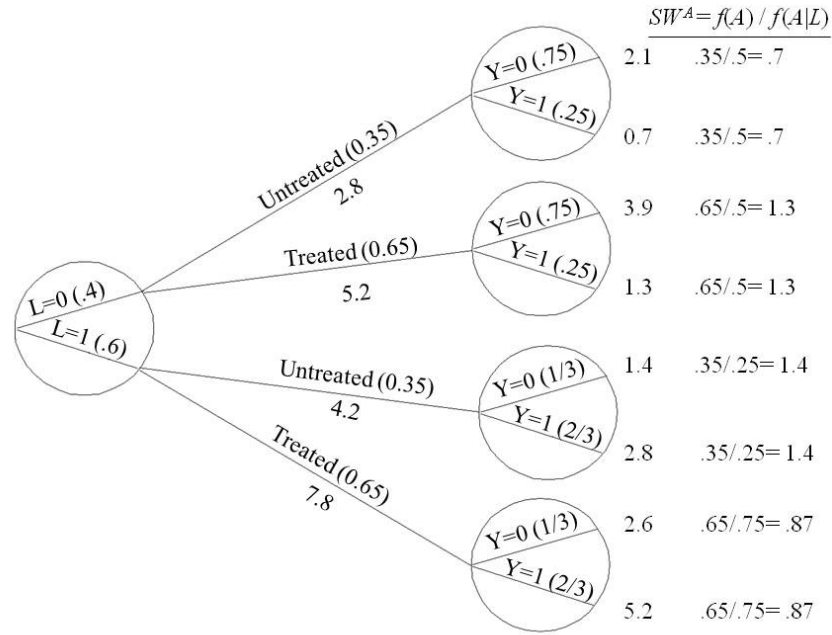 SWᴬ = f(A) / f(A|L)
Y=0 (.75) 2.1 .35/.5= .7
Y=1 (.25) 0.7 .35/.5= .7
Untreated (0.35)
2.8
Y=0 (.75) 3.9 .65/.5= 1.3
Y=1 (.25) 1.3 .65/.5= 1.3
Treated (0.65)
5.2
L=0 (.4)
L=1 (.6)
Untreated (0.35)
4.2
Y=0 (1/3) 1.4 .35/.25= 1.4
Y=1 (2/3) 2.8 .35/.25= 1.4
Treated (0.65)
7.8
Y=0 (1/3) 2.6 .65/.75= .87
Y=1 (2/3) 5.2 .65/.75= .87